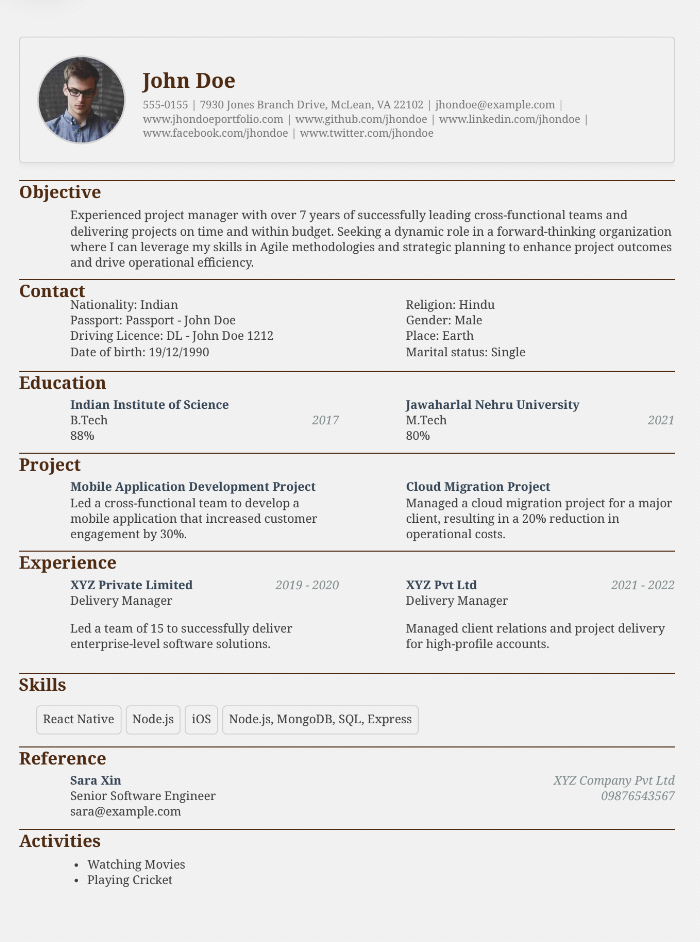 John Doe
555-0155 | 7930 Jones Branch Drive, McLean, VA 22102 | jhondoe@example.com |
www.jhondoeportfolio.com | www.github.com/jhondoe | www.linkedin.com/jhondoe |
www.facebook.com/jhondoe | www.twitter.com/jhondoe
Objective
Experienced project manager with over 7 years of successfully leading cross-functional teams and
delivering projects on time and within budget. Seeking a dynamic role in a forward-thinking organization
where I can leverage my skills in Agile methodologies and strategic planning to enhance project outcomes
and drive operational efficiency.
Contact
Nationality: Indian
Passport: Passport - John Doe
Driving Licence: DL - John Doe 1212
Date of birth: 19/12/1990
Religion: Hindu
Gender: Male
Place: Earth
Marital status: Single
Education
Indian Institute of Science
B.Tech 2017
88%
Jawaharlal Nehru University
M.Tech 2021
80%
Project
Mobile Application Development Project
Led a cross-functional team to develop a
mobile application that increased customer
engagement by 30%.
Cloud Migration Project
Managed a cloud migration project for a major
client, resulting in a 20% reduction in
operational costs.
Experience
XYZ Private Limited 2019 - 2020
Delivery Manager
Led a team of 15 to successfully deliver
enterprise-level software solutions.
XYZ Pvt Ltd 2021 - 2022
Delivery Manager
Managed client relations and project delivery
for high-profile accounts.
Skills
React Native Node.js iOS Node.js, MongoDB, SQL, Express
Reference
Sara Xin XYZ Company Pvt Ltd
Senior Software Engineer 09876543567
sara@example.com
Activities
• Watching Movies
• Playing Cricket